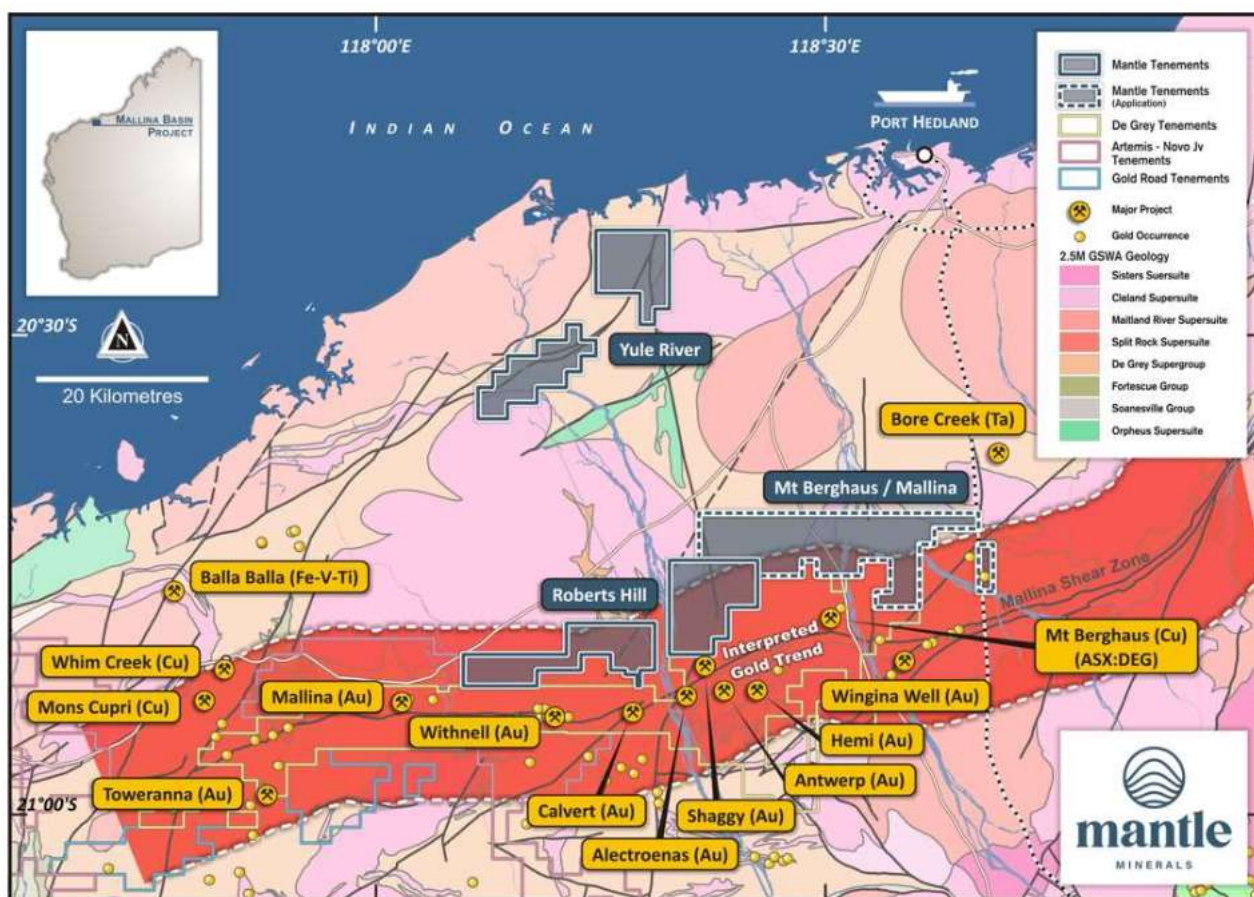 118°00'E
118°30'E
MALLINA BASIN
PROJECT
INDIAN OCEAN
PORT HEDLAND
Mantle Tenements
Mantle Tenements
(Application)
De Grey Tenements
Artemis - Novo Jv
Tenements
Gold Road Tenements
Major Project
Gold Occurrence
2.5M GSWA Geology
Sisters Suersuite
Cleland Supersuite
Maitland River Supersuite
Split Rock Supersuite
De Grey Supergroup
Fortescue Group
Soanesville Group
Orpheus Supersuite
20°30'S
N
20 Kilometres
Yule River
Bore Creek (Ta)
Mt Berghaus / Mallina
Balla Balla (Fe-V-Ti)
Roberts Hill
Mallina Shear Zone
Interpreted
Gold Trend
Mt Berghaus (Cu)
(ASX:DEG)
Whim Creek (Cu)
Mons Cupri (Cu)
Mallina (Au)
Withnell (Au)
Wingina Well (Au)
Hemi (Au)
Antwerp (Au)
Toweranna (Au)
21°00'S
Calvert (Au)
Shaggy (Au)
Alectroenas (Au)
mantle
MINERALS